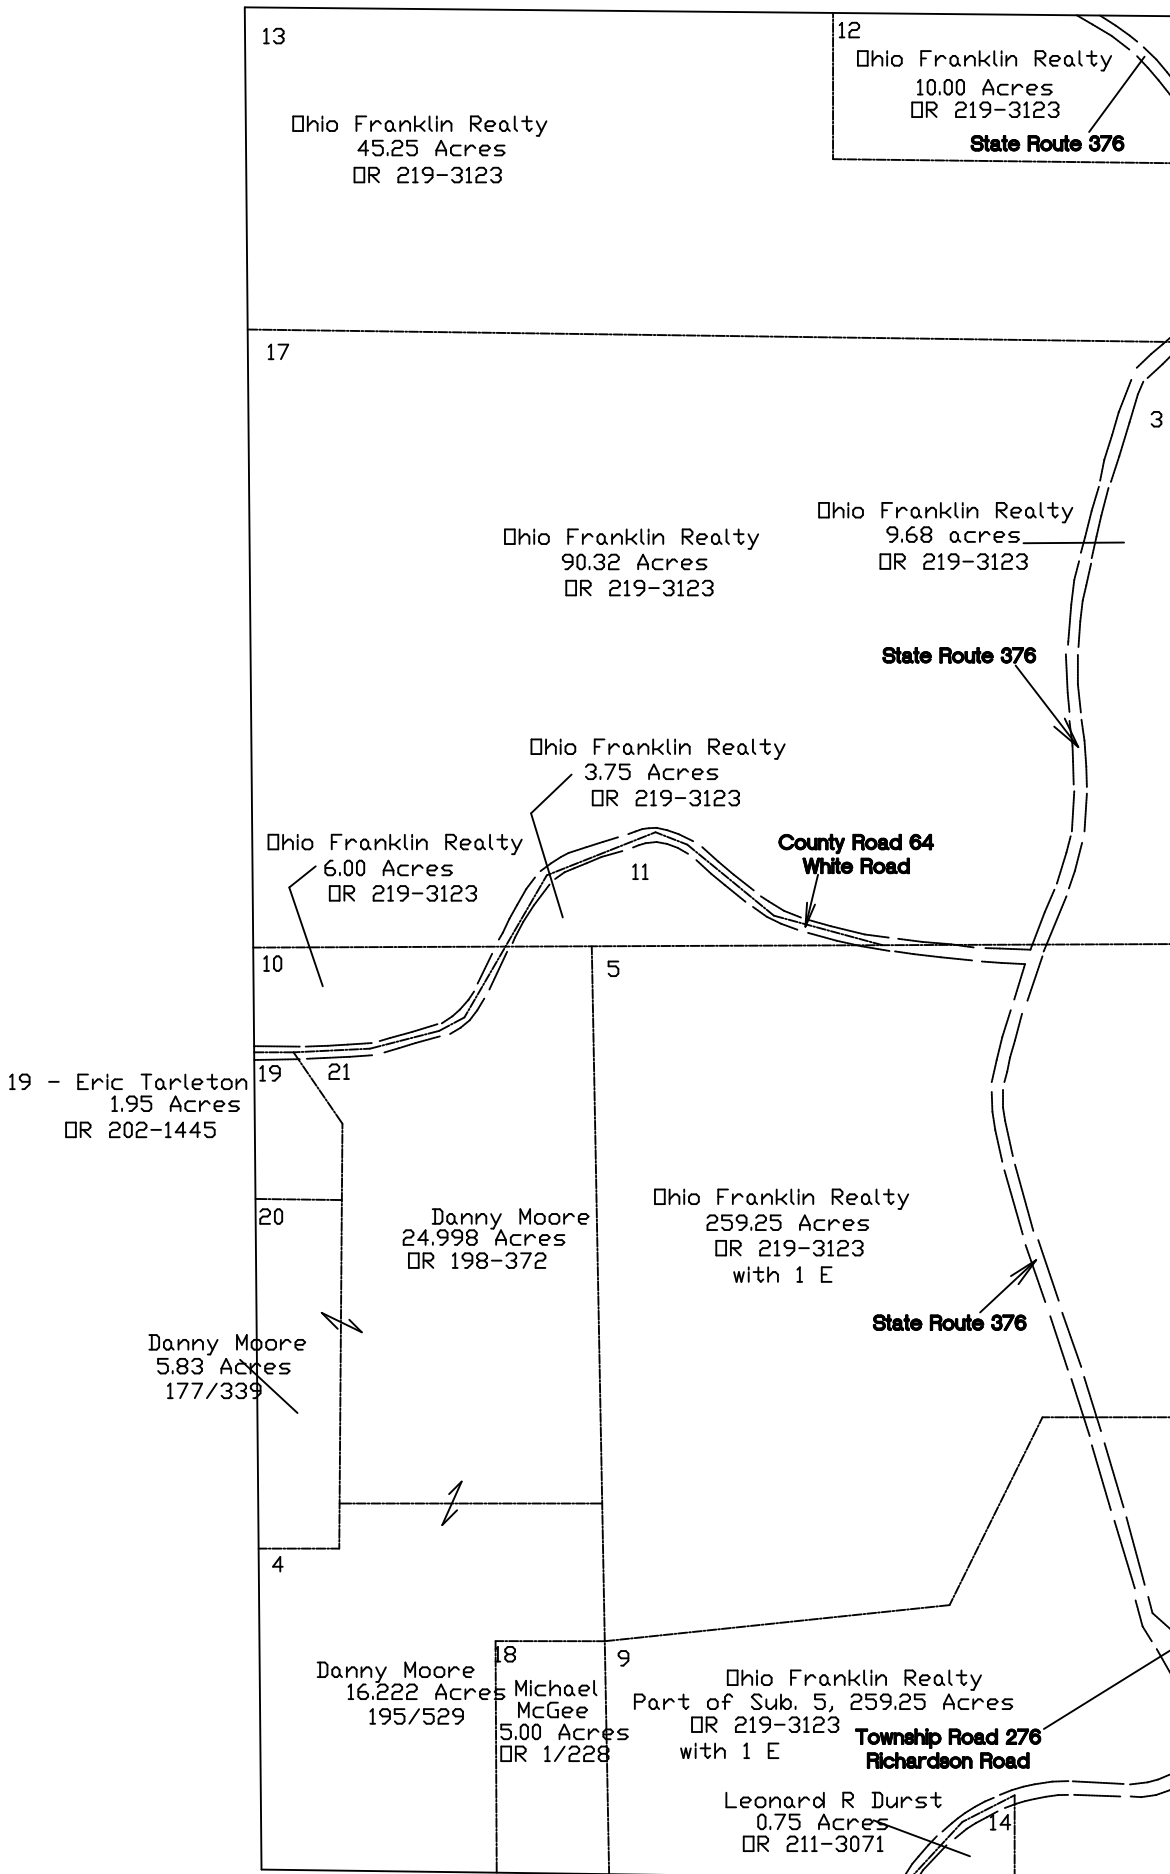 13
12
Ohio Franklin Realty
10.00 Acres
OR 219-3123
State Route 376
Ohio Franklin Realty
45.25 Acres
OR 219-3123
17
3
Ohio Franklin Realty
9.68 acres
OR 219-3123
Ohio Franklin Realty
90.32 Acres
OR 219-3123
State Route 376
Ohio Franklin Realty
3.75 Acres
OR 219-3123
Ohio Franklin Realty
6.00 Acres
OR 219-3123
11
County Road 64
White Road
10
5
19
21
19 - Eric Tarleton
1.95 Acres
OR 202-1445
20
Danny Moore
24.998 Acres
OR 198-372
Ohio Franklin Realty
259.25 Acres
OR 219-3123
with 1 E
State Route 376
Danny Moore
5.83 Acres
177/339
4
18
9
Danny Moore
16.222 Acres
195/529
Michael
McGee
5.00 Acres
OR 1/228
Ohio Franklin Realty
Part of Sub. 5, 259.25 Acres
OR 219-3123
with 1 E
Township Road 276
Richardson Road
Leonard R Durst
0.75 Acres
OR 211-3071
14